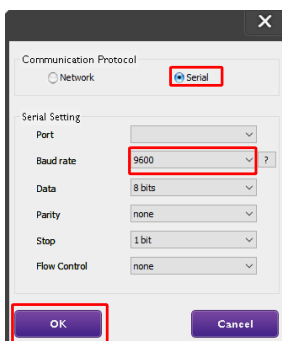 Communication Protocol
Network Serial
Serial Setting
Port
Baud rate 9600 ?
Data 8 bits
Parity none
Stop 1 bit
Flow Control none
OK Cancel